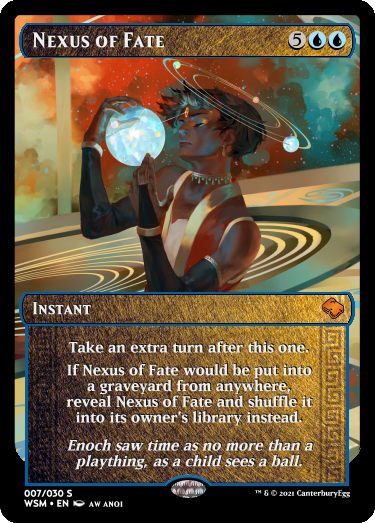 Nexus of Fate 5
Instant
Take an extra turn after this one.
If Nexus of Fate would be put into
a graveyard from anywhere,
reveal Nexus of Fate and shuffle it
into its owner's library instead.
Enoch saw time as no more than a
plaything, as a child sees a ball.
007/030 S
WSM • EN AW ANOI
™ & © 2021 CanterburyEgg